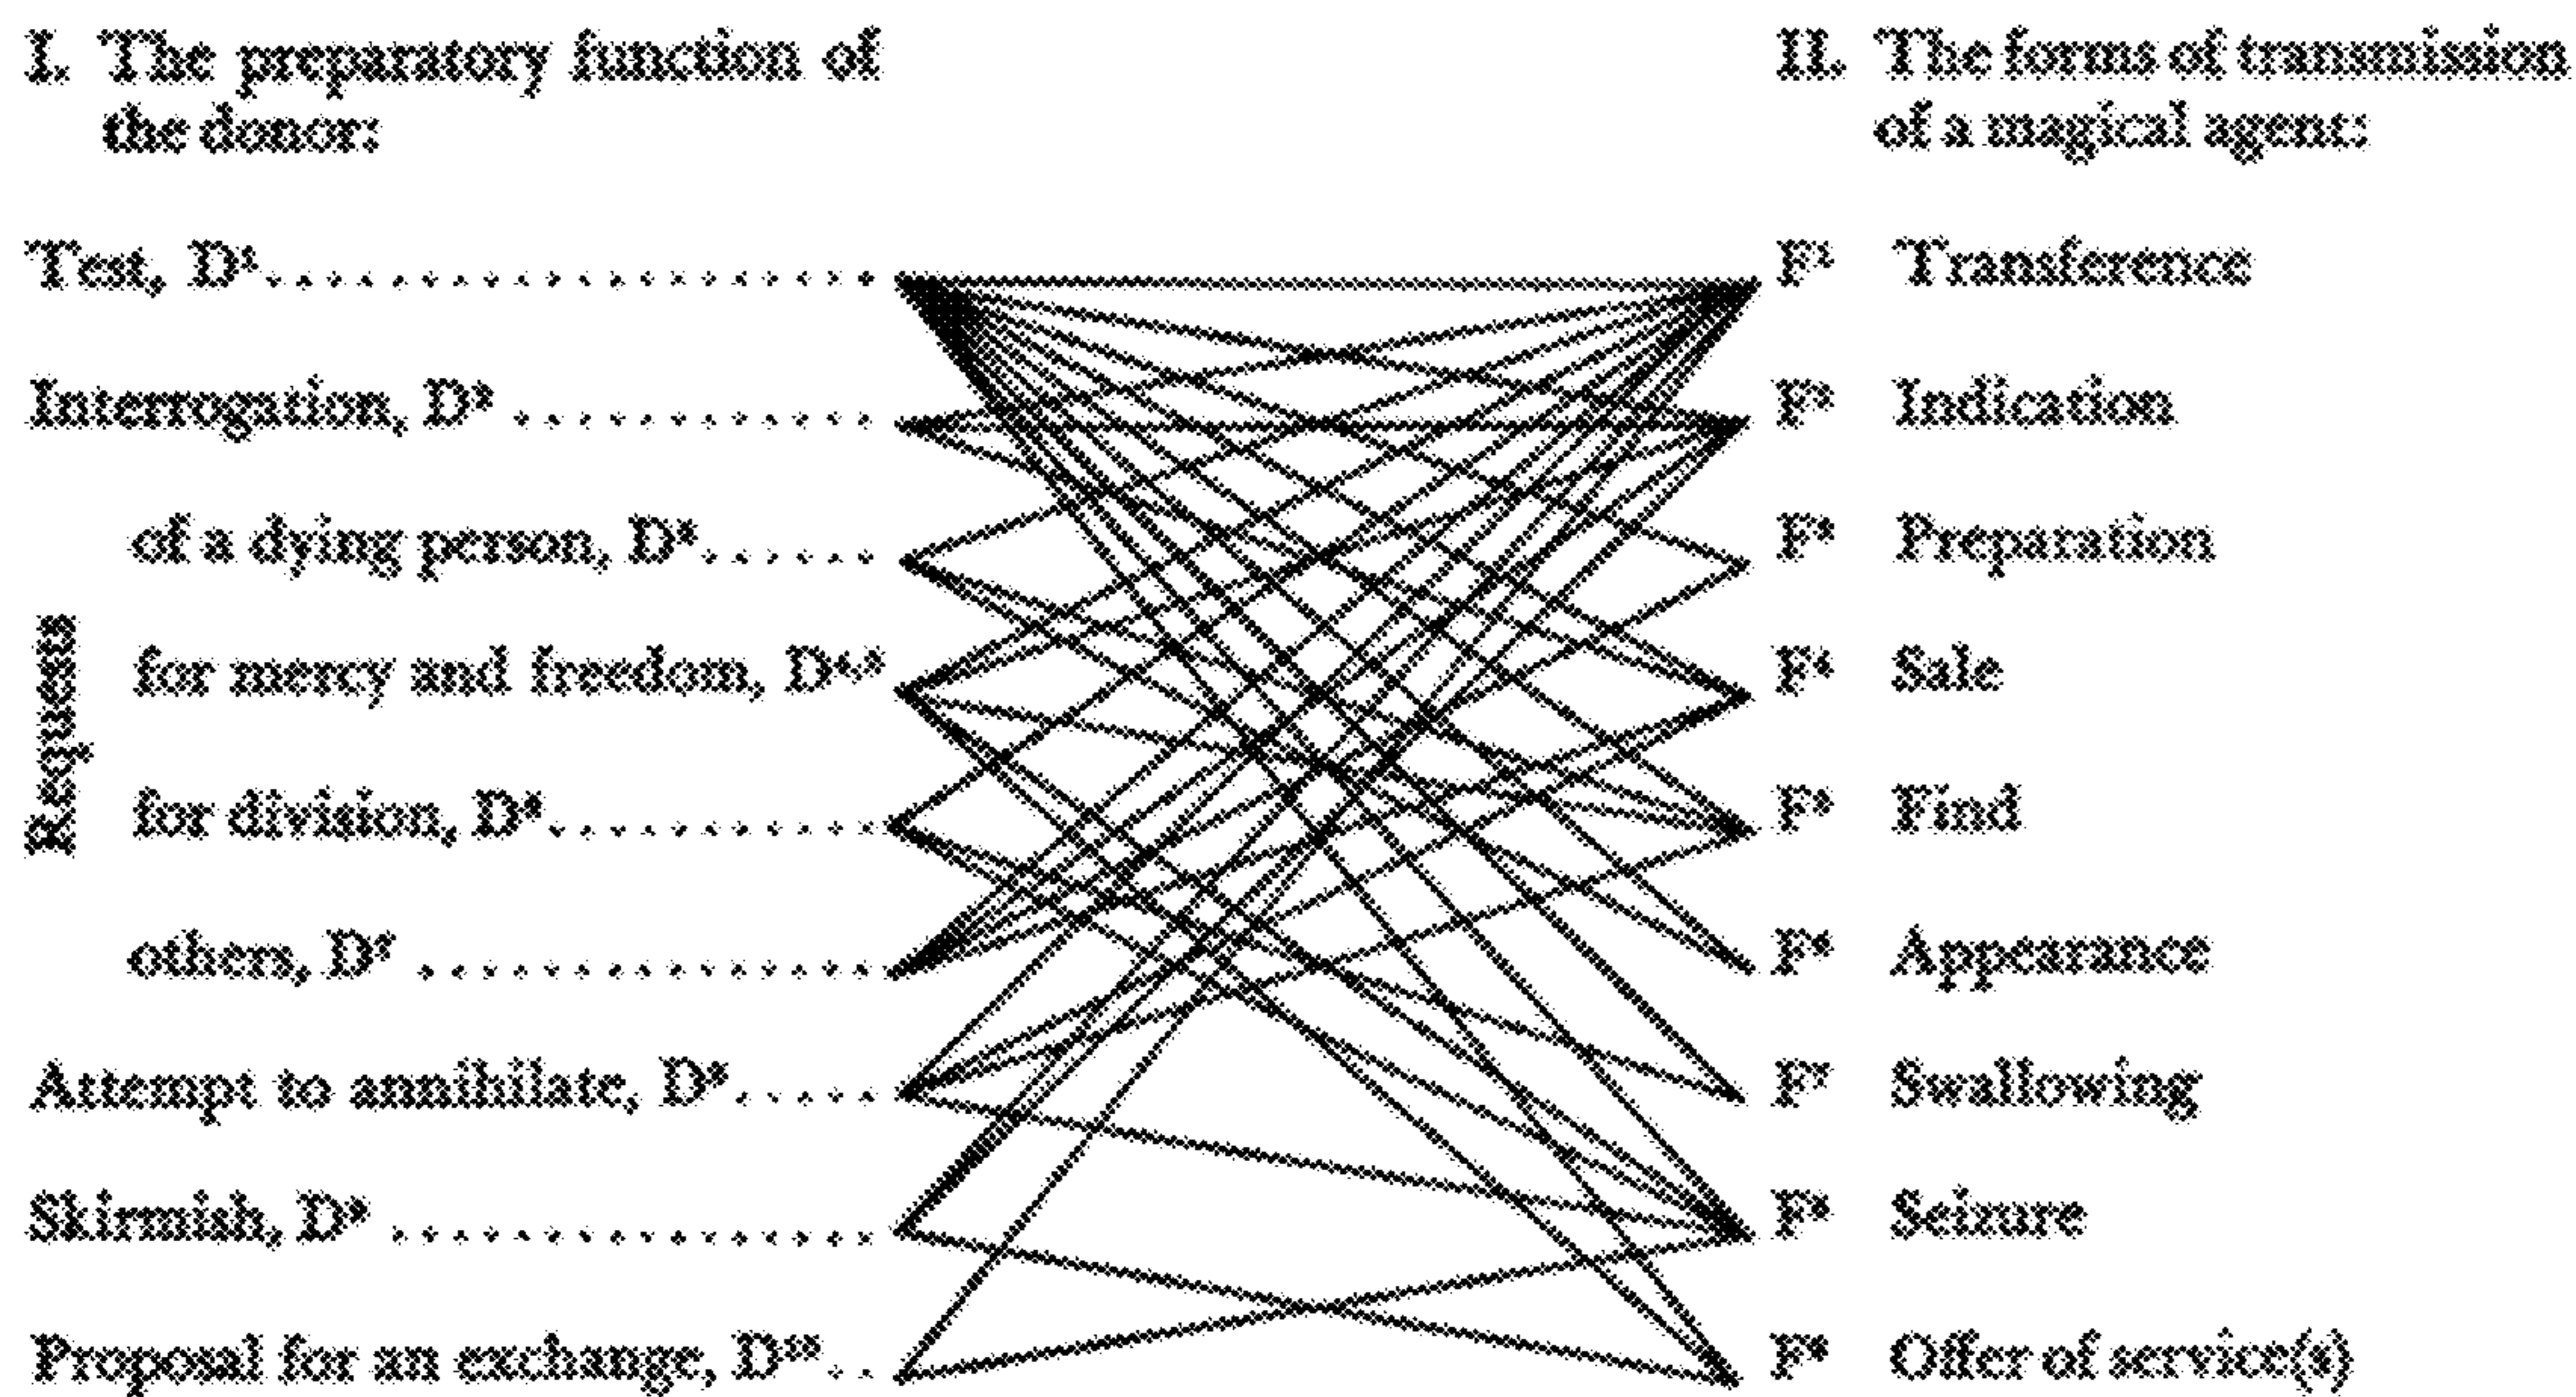 I. The preparatory function of
the donor:
Test, D¹....................
Interrogation, D² ............
Requests
of a dying person, D³......
for mercy and freedom, D⁴,⁵
for division, D⁶...........
others, D⁷ ...............
Attempt to annihilate, D⁸.....
Skirmish, D⁹ ................
Proposal for an exchange, D¹⁰..
II. The forms of transmission
of a magical agent:
F¹ Transference
F² Indication
F³ Preparation
F⁴ Sale
F⁵ Find
F⁶ Appearance
F⁷ Swallowing
F⁸ Seizure
F⁹ Offer of service(s)